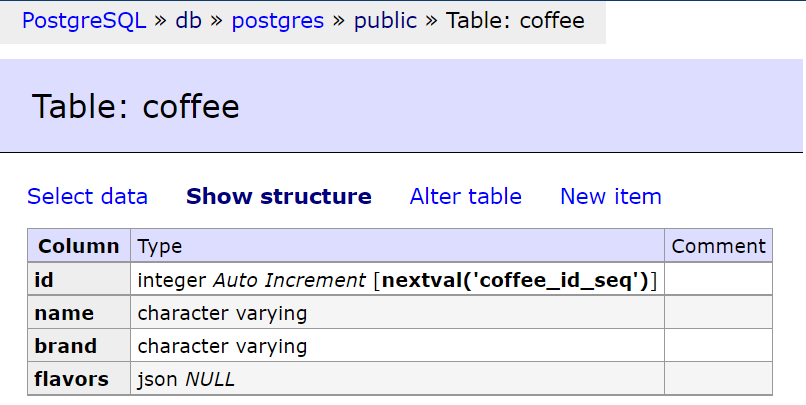 PostgreSQL » db » postgres » public » Table: coffee
Table: coffee
Select data Show structure Alter table New item
Column Type Comment
id integer Auto Increment [nextval('coffee_id_seq')]
name character varying
brand character varying
flavors json NULL